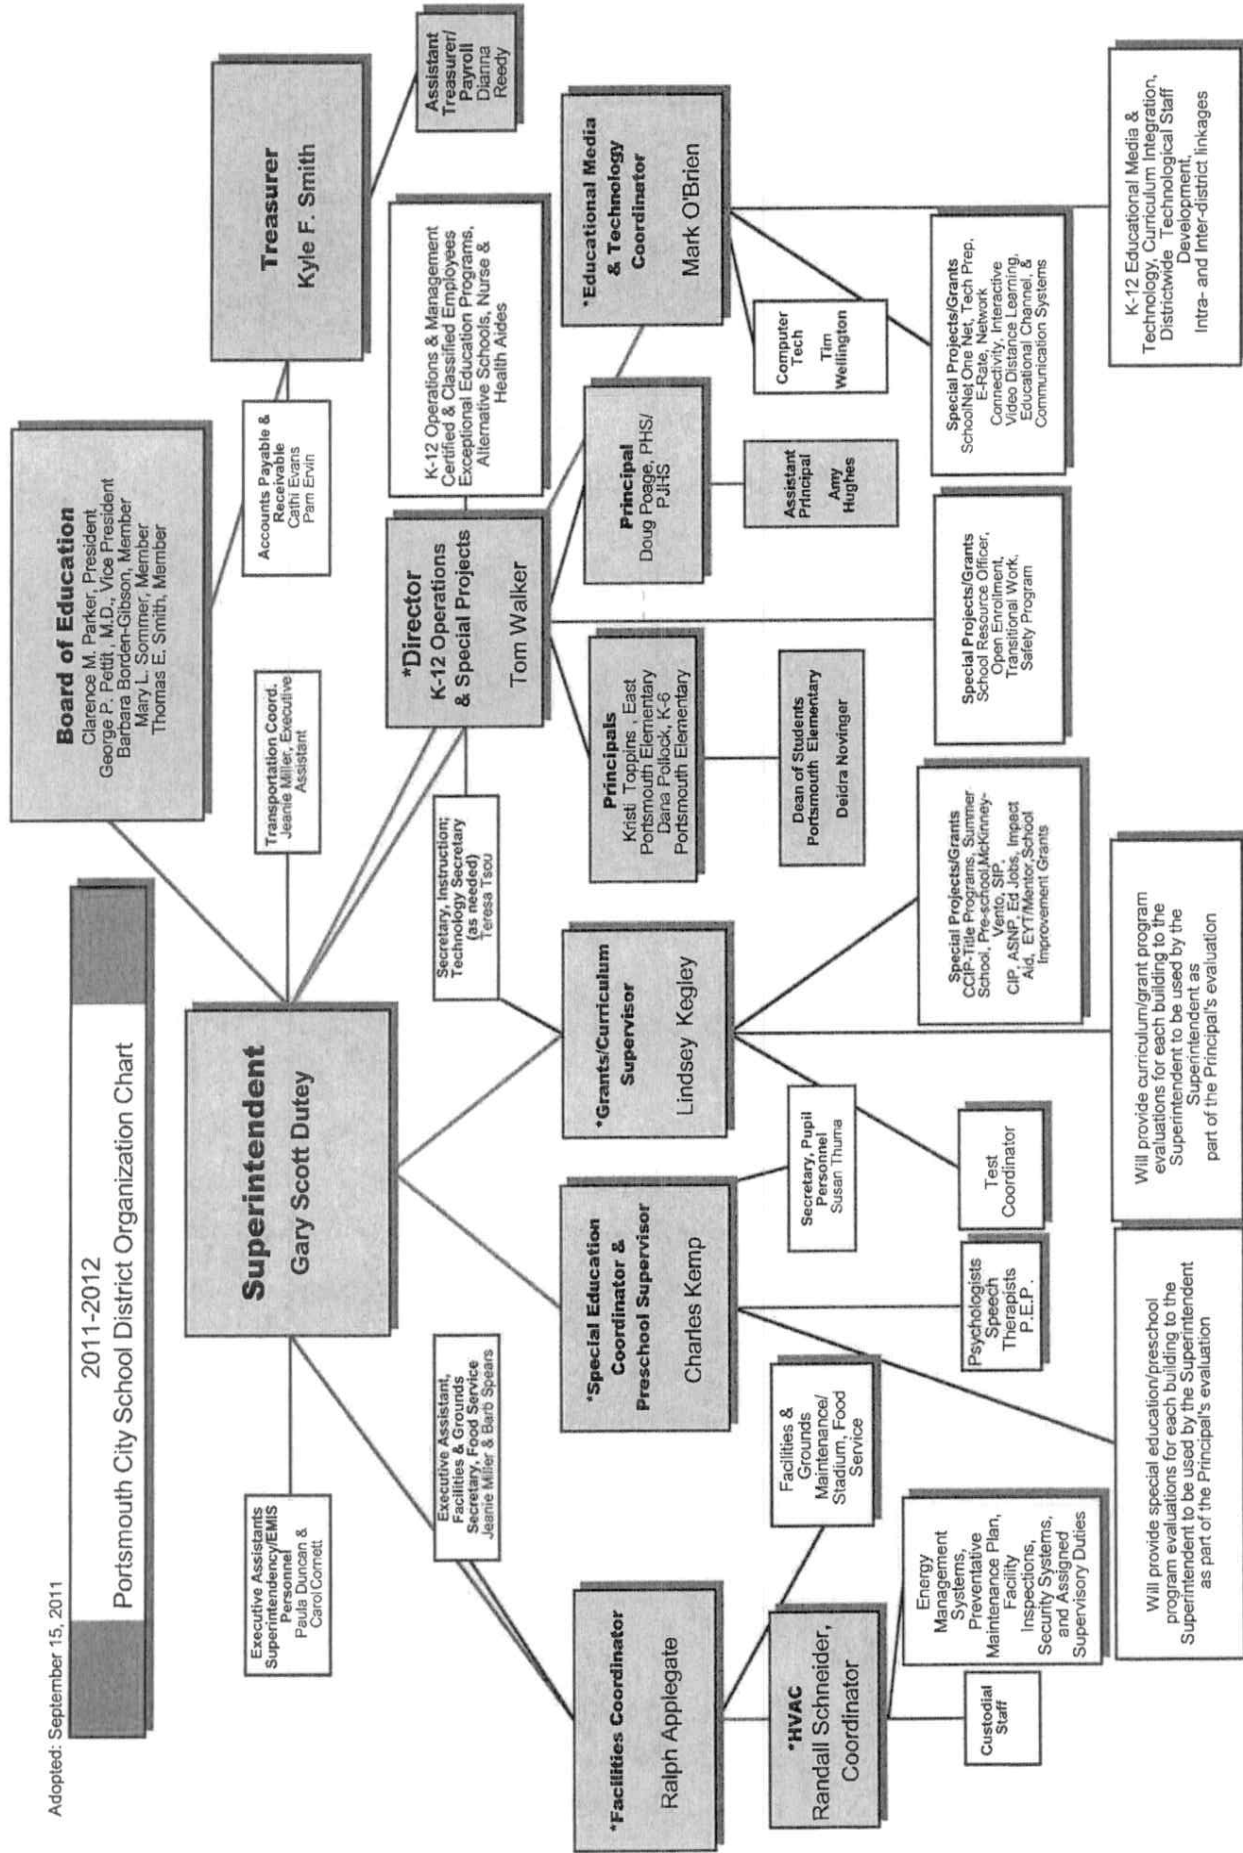 Adopted: September 15, 2011
2011-2012
Portsmouth City School District Organization Chart
Board of Education
Clarence M. Parker, President
George P. Pettit, M.D., Vice President
Barbara Borden-Gibson, Member
Mary L. Sommer, Member
Thomas E. Smith, Member
Superintendent
Gary Scott Dutey
Treasurer
Kyle F. Smith
Executive Assistants
Superintendency/EMIS
Personnel
Paula Duncan &
Carol Cornett
Transportation Coord.
Jeanie Miller, Executive
Assistant
Accounts Payable &
Receivable
Cathi Evans
Pam Ervin
Assistant
Treasurer/
Payroll
Dianna
Reedy
Executive Assistant,
Facilities & Grounds
Secretary, Food Service
Jeanie Miller & Barb Spears
Secretary, Instruction;
Technology Secretary
(as needed)
Teresa Tsou
*Director
K-12 Operations
& Special Projects
Tom Walker
K-12 Operations & Management
Certified & Classified Employees
Exceptional Education Programs,
Alternative Schools, Nurse &
Health Aides
*Facilities Coordinator
Ralph Applegate
*Special Education
Coordinator &
Preschool Supervisor
Charles Kemp
*Grants/Curriculum
Supervisor
Lindsey Kegley
Principals
Kristi Toppins , East
Portsmouth Elementary
Dana Pollock, K-6
Portsmouth Elementary
Principal
Doug Poage, PHS/
PJHS
*Educational Media
& Technology
Coordinator
Mark O'Brien
*HVAC
Randall Schneider,
Coordinator
Facilities &
Grounds
Maintenance/
Stadium, Food
Service
Secretary, Pupil
Personnel
Susan Thuma
Dean of Students
Portsmouth Elementary
Deidra Novinger
Assistant
Principal
Amy
Hughes
Computer
Tech
Tim
Wellington
Custodial
Staff
Energy
Management
Systems,
Preventative
Maintenance Plan,
Facility
Inspections,
Security Systems,
and Assigned
Supervisory Duties
Psychologists
Speech
Therapists
P.E.P.
Test
Coordinator
Special Projects/Grants
CCIP-Title Programs, Summer
School, Pre-school,McKinney-
Vento, SIP,
CIP, ASNP, Ed Jobs, Impact
Aid, EYT/Mentor,School
Improvement Grants
Special Projects/Grants
School Resource Officer,
Open Enrollment,
Transitional Work,
Safety Program
Special Projects/Grants
SchoolNet One Net, Tech Prep,
E-Rate, Network
Connectivity, Interactive
Video Distance Learning,
Educational Channel, &
Communication Systems
Will provide special education/preschool
program evaluations for each building to the
Superintendent to be used by the Superintendent
as part of the Principal's evaluation
Will provide curriculum/grant program
evaluations for each building to the
Superintendent to be used by the
Superintendent as
part of the Principal's evaluation
K-12 Educational Media &
Technology, Curriculum Integration,
Districtwide Technological Staff
Development,
Intra- and Inter-district linkages